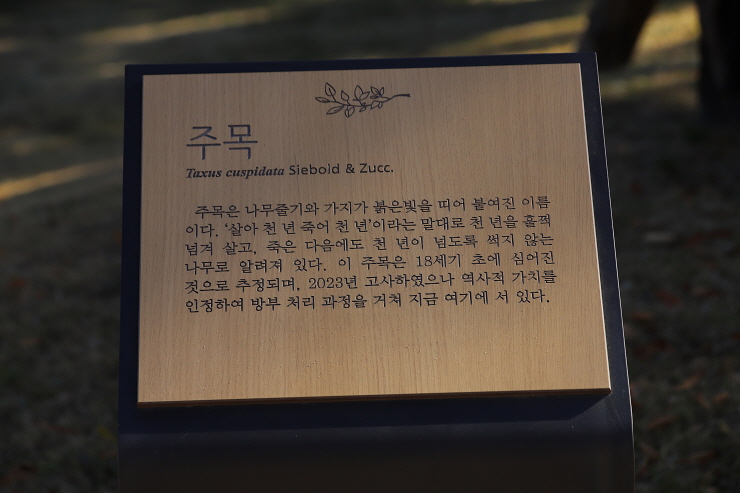 주목
Taxus cuspidata Siebold & Zucc.
주목은 나무줄기와 가지가 붉은빛을 띠어 붙여진 이름
이다. ‘살아 천 년 죽어 천 년’이라는 말대로 천 년을 훌쩍
넘겨 살고, 죽은 다음에도 천 년이 넘도록 썩지 않는
나무로 알려져 있다. 이 주목은 18세기 초에 심어진
것으로 추정되며, 2023년 고사하였으나 역사적 가치를
인정하여 방부 처리 과정을 거쳐 지금 여기에 서 있다.